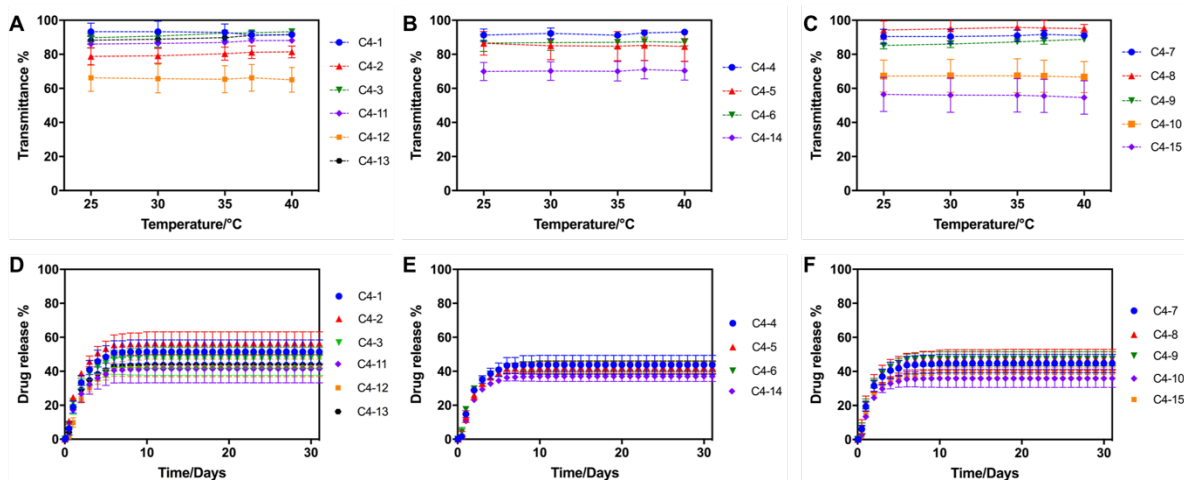 A
Transmittance %
100
80
60
40
20
0
25
30
35
40
Temperature/°C
C4-1
C4-2
C4-3
C4-11
C4-12
C4-13
B
Transmittance %
100
80
60
40
20
0
25
30
35
40
Temperature/°C
C4-4
C4-5
C4-6
C4-14
C
Transmittance %
100
80
60
40
20
0
25
30
35
40
Temperature/°C
C4-7
C4-8
C4-9
C4-10
C4-15
D
Drug release %
100
80
60
40
20
0
0
10
20
30
Time/Days
C4-1
C4-2
C4-3
C4-11
C4-12
C4-13
E
Drug release %
100
80
60
40
20
0
0
10
20
30
Time/Days
C4-4
C4-5
C4-6
C4-14
F
Drug release %
100
80
60
40
20
0
0
10
20
30
Time/Days
C4-7
C4-8
C4-9
C4-10
C4-15